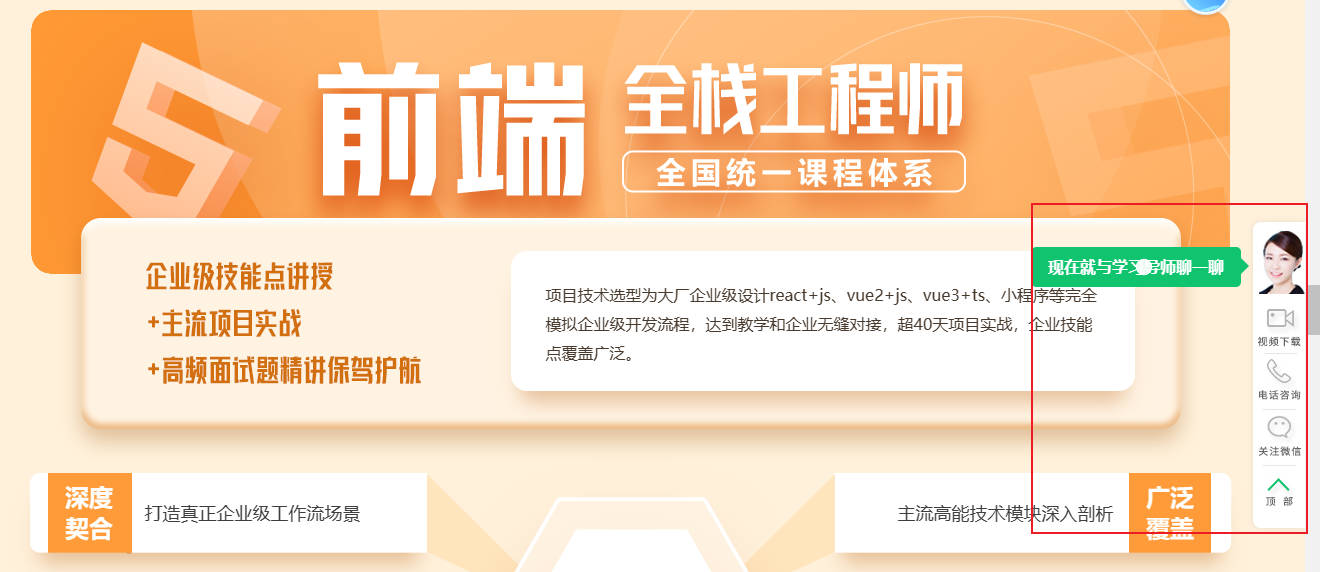 前端
全栈工程师
全国统一课程体系
企业级技能点讲授
+主流项目实战
+高频面试题精讲保驾护航
项目技术选型为大厂企业级设计react+js、vue2+js、vue3+ts、小程序等完全
模拟企业级开发流程，达到教学和企业无缝对接，超40天项目实战，企业技能
点覆盖广泛。
现在就与学习导师聊一聊
视频下载
电话咨询
关注微信
顶 部
深度
契合
打造真正企业级工作流场景
主流高能技术模块深入剖析
广泛
覆盖